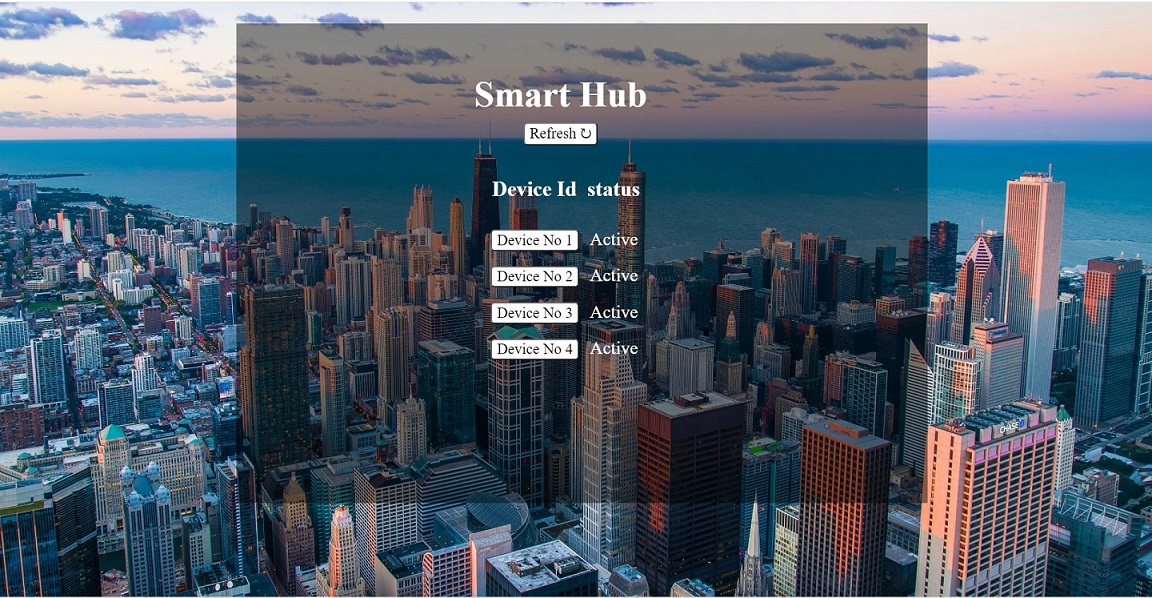 Smart Hub
Refresh ↻
Device Id status
Device No 1 Active
Device No 2 Active
Device No 3 Active
Device No 4 Active
CHASE